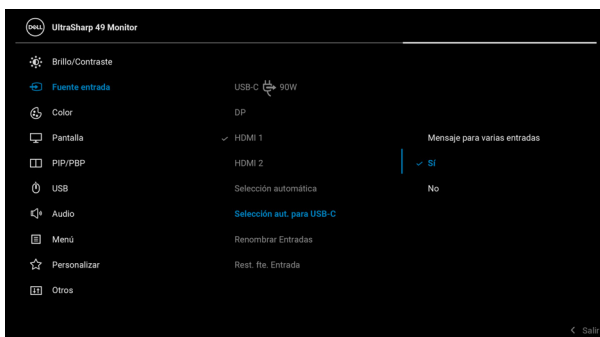 DELL
UltraSharp 49 Monitor
Brillo/Contraste
Fuente entrada
Color
Pantalla
PIP/PBP
USB
Audio
Menú
Personalizar
Otros
USB-C 90W
DP
HDMI 1
HDMI 2
Selección automática
Selección aut. para USB-C
Renombrar Entradas
Rest. fte. Entrada
Mensaje para varias entradas
Sí
No
Salir